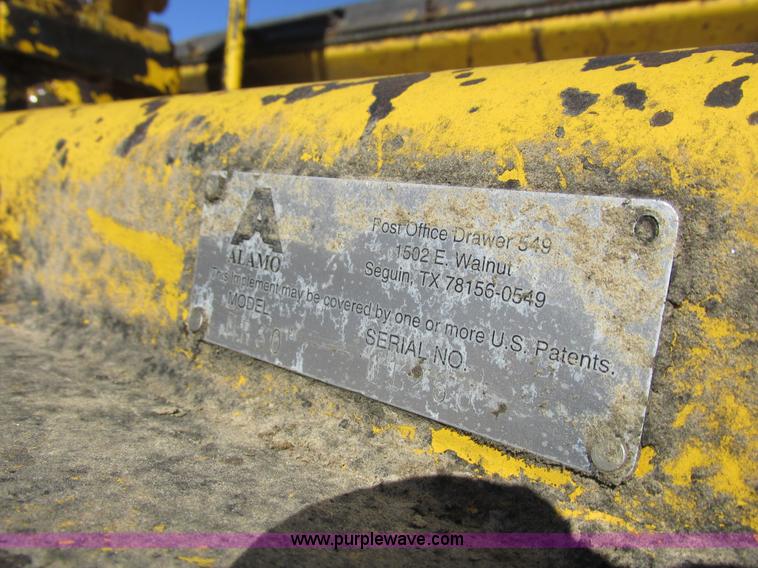 A
ALAMO
Post Office Drawer 549
1502 E. Walnut
Seguin, TX 78156-0549
This implement may be covered by one or more U.S. Patents.
MODEL
SERIAL NO.
www.purplewave.com